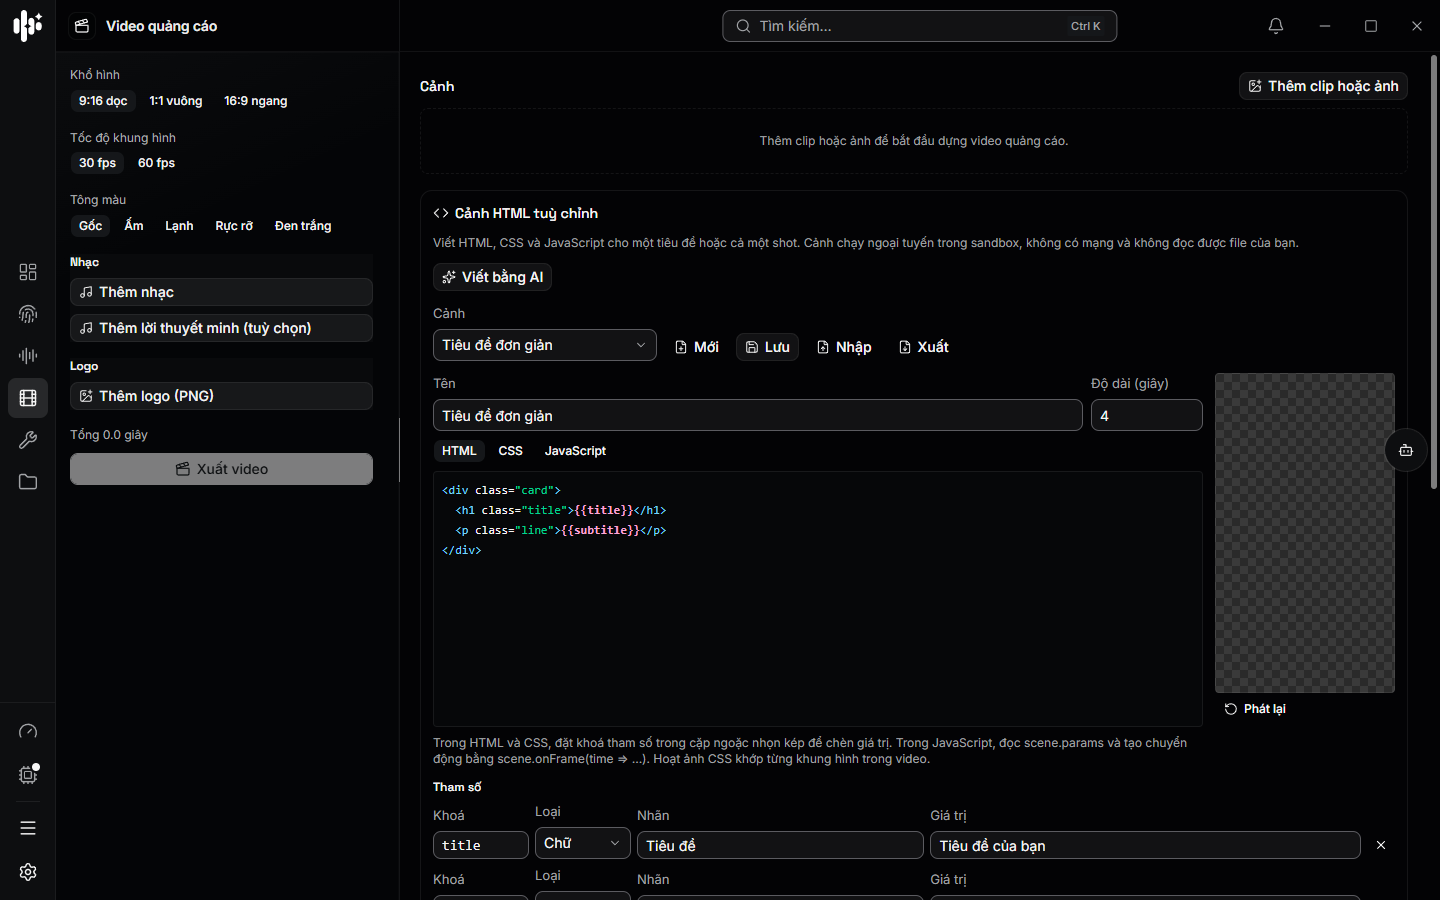 Video quảng cáo
Tìm kiếm...
Ctrl K
Khổ hình
9:16 dọc
1:1 vuông
16:9 ngang
Tốc độ khung hình
30 fps
60 fps
Tông màu
Gốc
Ấm
Lạnh
Rực rỡ
Đen trắng
Nhạc
Thêm nhạc
Thêm lời thuyết minh (tuỳ chọn)
Logo
Thêm logo (PNG)
Tổng 0.0 giây
Xuất video
Cảnh
Thêm clip hoặc ảnh
Thêm clip hoặc ảnh để bắt đầu dựng video quảng cáo.
Cảnh HTML tuỳ chỉnh
Viết HTML, CSS và JavaScript cho một tiêu đề hoặc cả một shot. Cảnh chạy ngoại tuyến trong sandbox, không có mạng và không đọc được file của bạn.
Viết bằng AI
Cảnh
Tiêu đề đơn giản
Mới
Lưu
Nhập
Xuất
Tên
Độ dài (giây)
Tiêu đề đơn giản
4
HTML
CSS
JavaScript
<div class="card">
<h1 class="title">{{title}}</h1>
<p class="line">{{subtitle}}</p>
</div>
Phát lại
Trong HTML và CSS, đặt khoá tham số trong cặp ngoặc nhọn kép để chèn giá trị. Trong JavaScript, đọc scene.params và tạo chuyển
động bằng scene.onFrame(time => ...). Hoạt ảnh CSS khớp từng khung hình trong video.
Tham số
Khoá
Loại
Nhãn
Giá trị
title
Chữ
Tiêu đề
Tiêu đề của bạn
Khoá
Loại
Nhãn
Giá trị